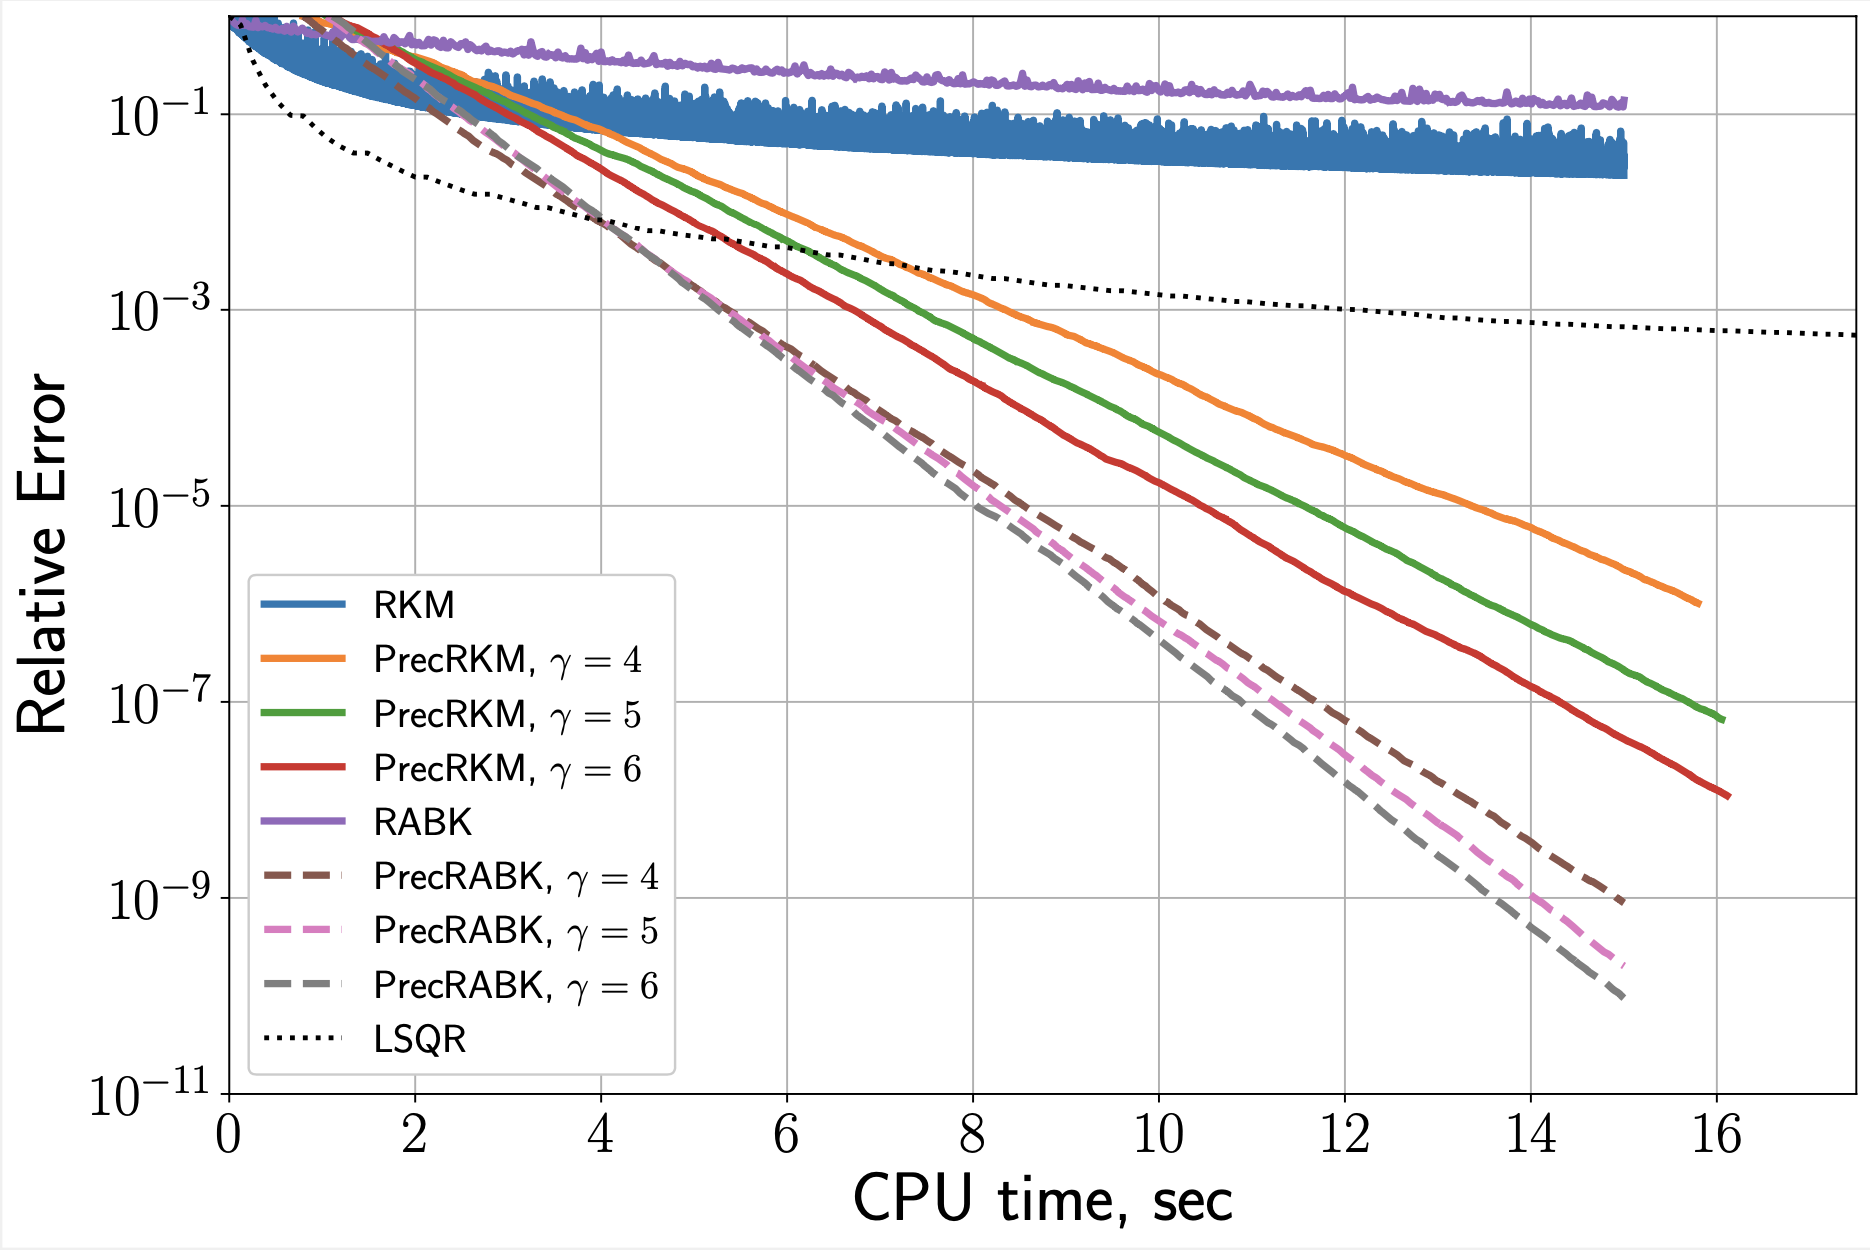 Relative Error
10⁻¹
10⁻³
10⁻⁵
10⁻⁷
10⁻⁹
10⁻¹¹
RKM
PrecRKM, γ = 4
PrecRKM, γ = 5
PrecRKM, γ = 6
RABK
PrecRABK, γ = 4
PrecRABK, γ = 5
PrecRABK, γ = 6
LSQR
0 2 4 6 8 10 12 14 16
CPU time, sec